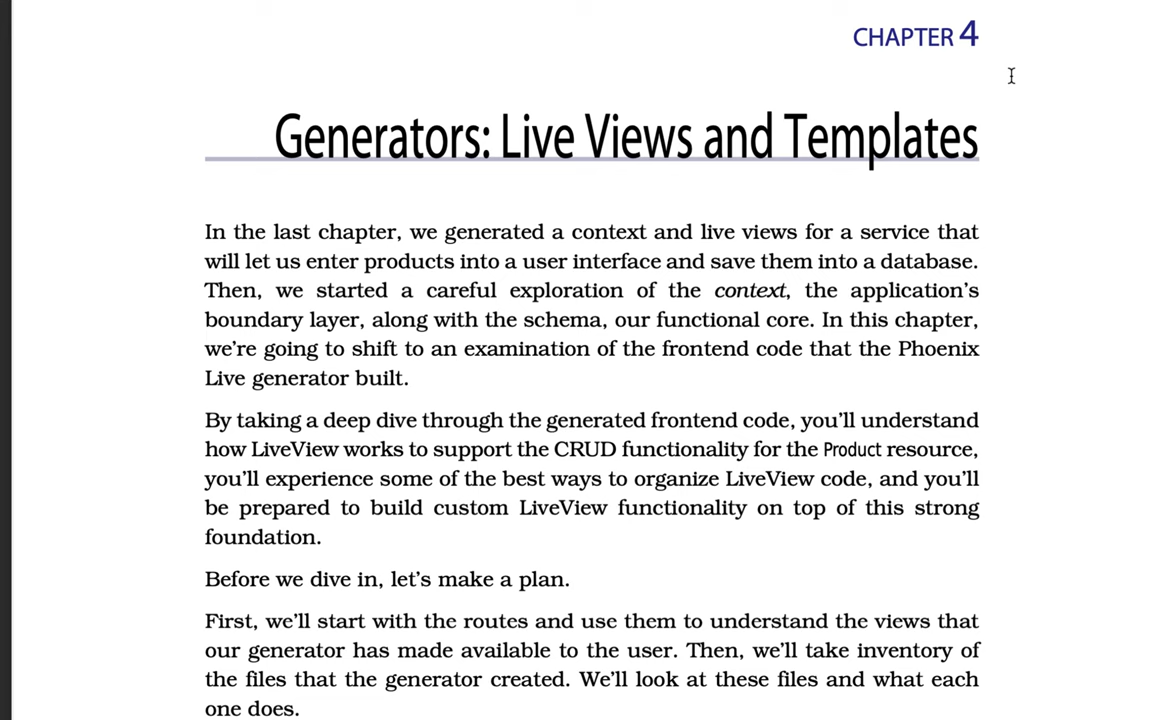 CHAPTER 4
Generators: Live Views and Templates
In the last chapter, we generated a context and live views for a service that
will let us enter products into a user interface and save them into a database.
Then, we started a careful exploration of the context, the application’s
boundary layer, along with the schema, our functional core. In this chapter,
we’re going to shift to an examination of the frontend code that the Phoenix
Live generator built.
By taking a deep dive through the generated frontend code, you’ll understand
how LiveView works to support the CRUD functionality for the Product resource,
you’ll experience some of the best ways to organize LiveView code, and you’ll
be prepared to build custom LiveView functionality on top of this strong
foundation.
Before we dive in, let’s make a plan.
First, we’ll start with the routes and use them to understand the views that
our generator has made available to the user. Then, we’ll take inventory of
the files that the generator created. We’ll look at these files and what each
one does.